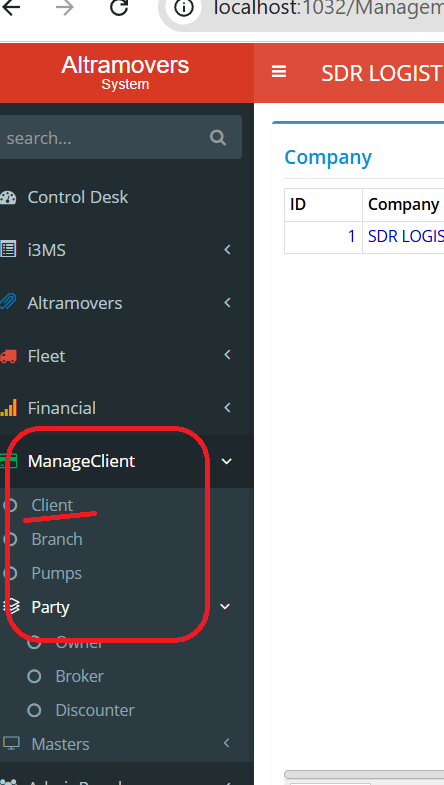 localhost:1032/Managem
Altramovers
System
SDR LOGIST
search...
Company
Control Desk
ID Company
i3MS
1 SDR LOGIS
Altramovers
Fleet
Financial
ManageClient
Client
Branch
Pumps
Party
Owner
Broker
Discounter
Masters